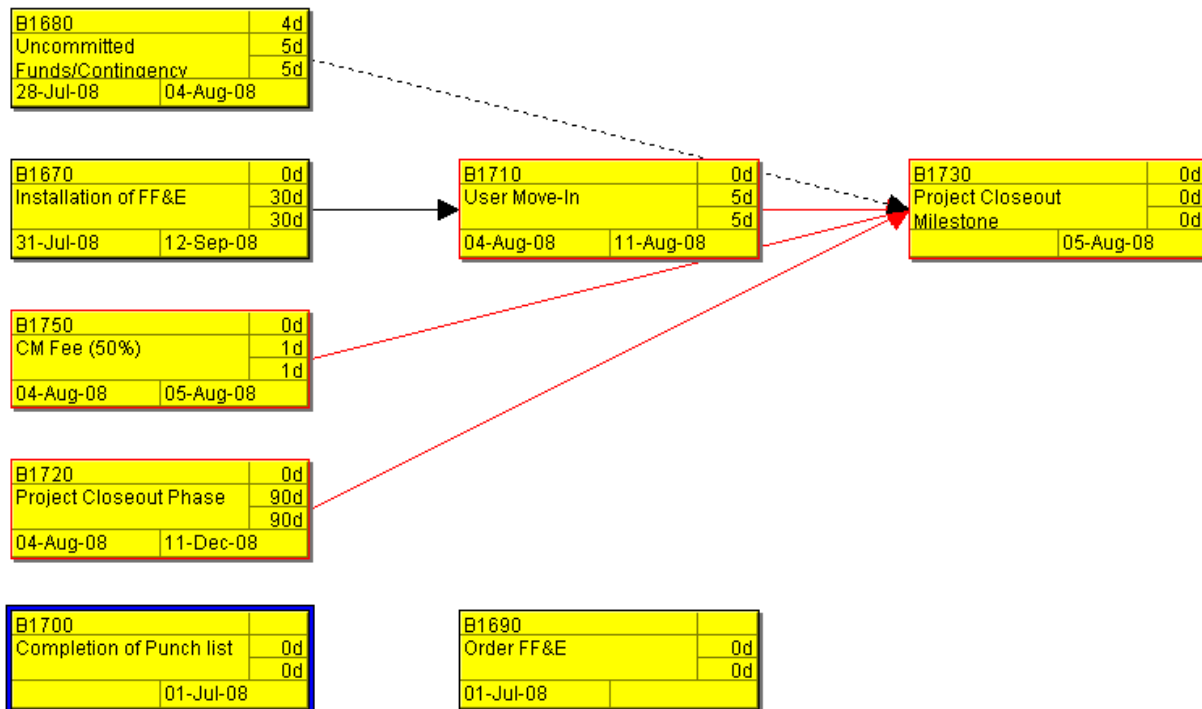 B1680 4d
Uncommitted 5d
Funds/Contingency 5d
28-Jul-08 04-Aug-08
B1670 0d
Installation of FF&E 30d
30d
31-Jul-08 12-Sep-08
B1710 0d
User Move-In 5d
5d
04-Aug-08 11-Aug-08
B1730 0d
Project Closeout 0d
Milestone 0d
05-Aug-08
B1750 0d
CM Fee (50%) 1d
1d
04-Aug-08 05-Aug-08
B1720 0d
Project Closeout Phase 90d
90d
04-Aug-08 11-Dec-08
B1700
Completion of Punch list 0d
0d
01-Jul-08
B1690
Order FF&E 0d
0d
01-Jul-08